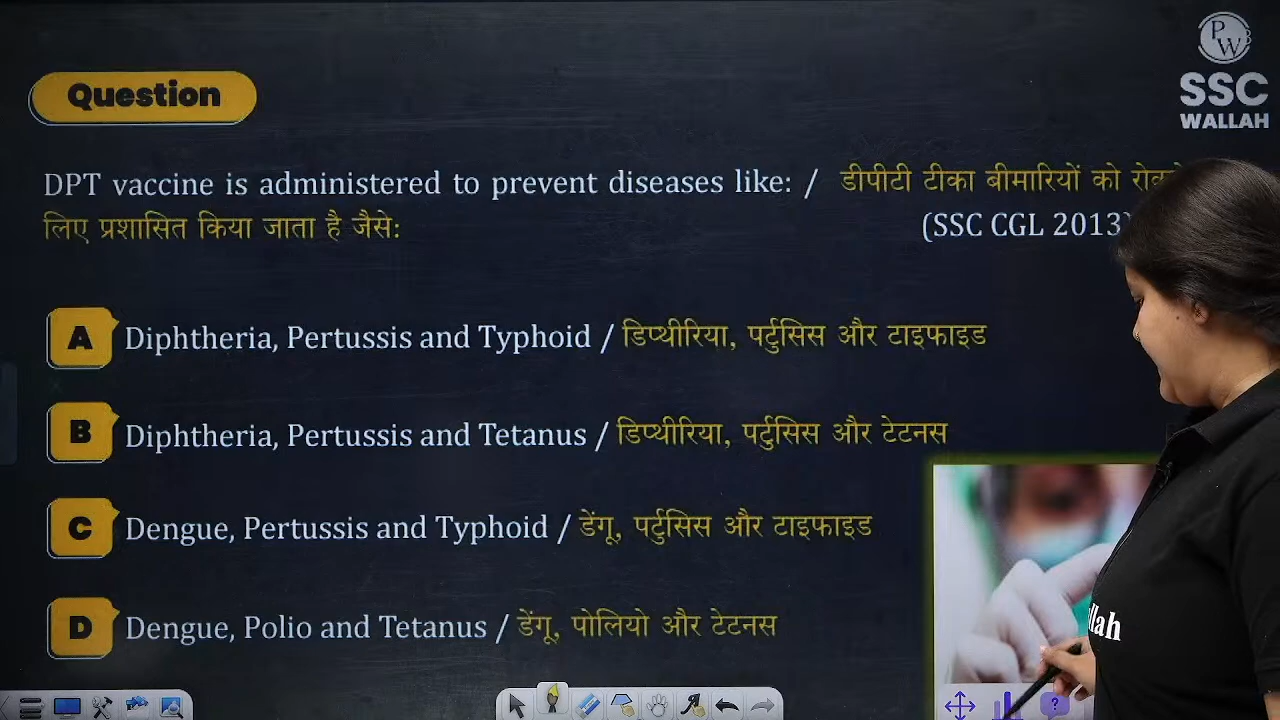 PW
SSC
WALLAH
Question
DPT vaccine is administered to prevent diseases like: / डीपीटी टीका बीमारियों को
लिए प्रशासित किया जाता है जैसे: (SSC CGL 2013)
A Diphtheria, Pertussis and Typhoid / डिप्थीरिया, पर्टुसिस और टाइफाइड
B Diphtheria, Pertussis and Tetanus / डिप्थीरिया, पर्टुसिस और टेटनस
C Dengue, Pertussis and Typhoid / डेंगू, पर्टुसिस और टाइफाइड
D Dengue, Polio and Tetanus / डेंगू, पोलियो और टेटनस